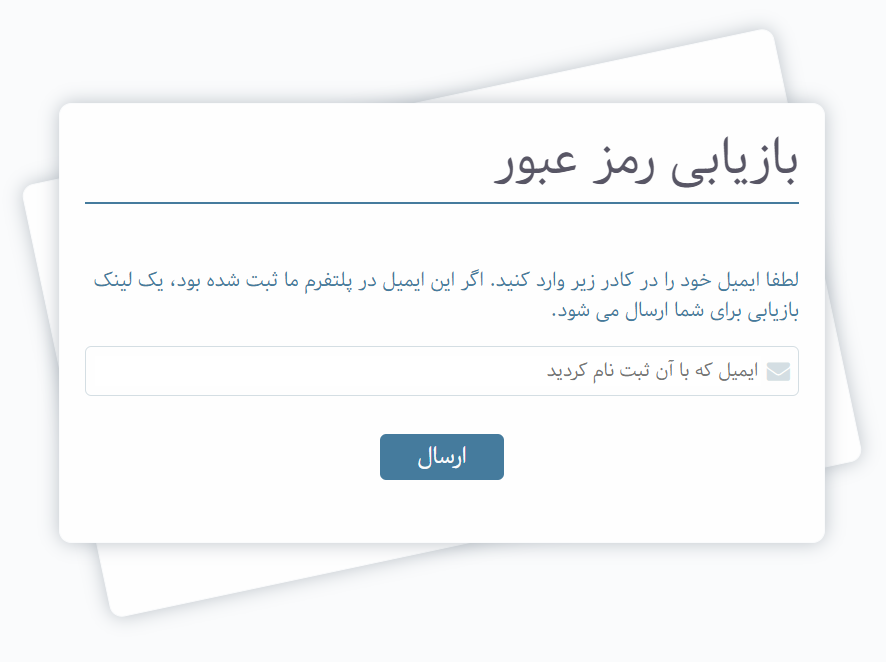 بازیابی رمز عبور
لطفا ایمیل خود را در کادر زیر وارد کنید. اگر این ایمیل در پلتفرم ما ثبت شده بود، یک لینک
بازیابی برای شما ارسال می شود.
ایمیل که با آن ثبت نام کردید
ارسال